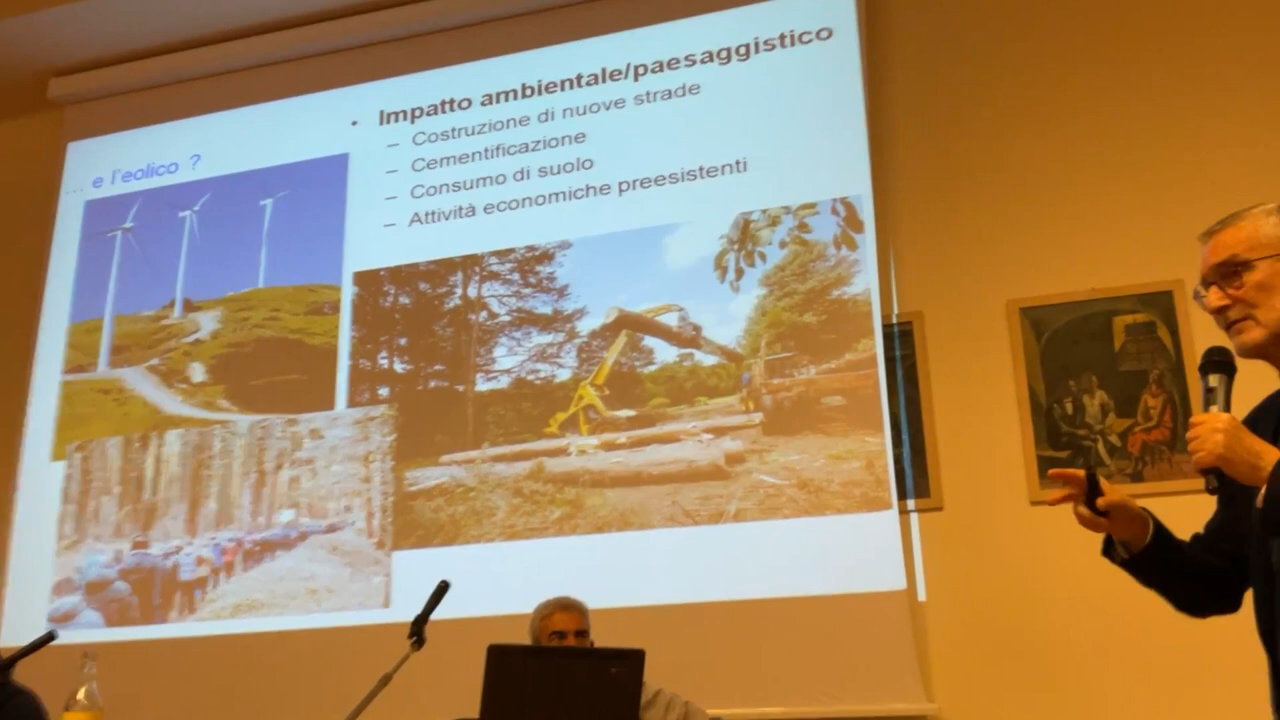 ... e l'eolico ?
• Impatto ambientale/paesaggistico
– Costruzione di nuove strade
– Cementificazione
– Consumo di suolo
– Attività economiche preesistenti